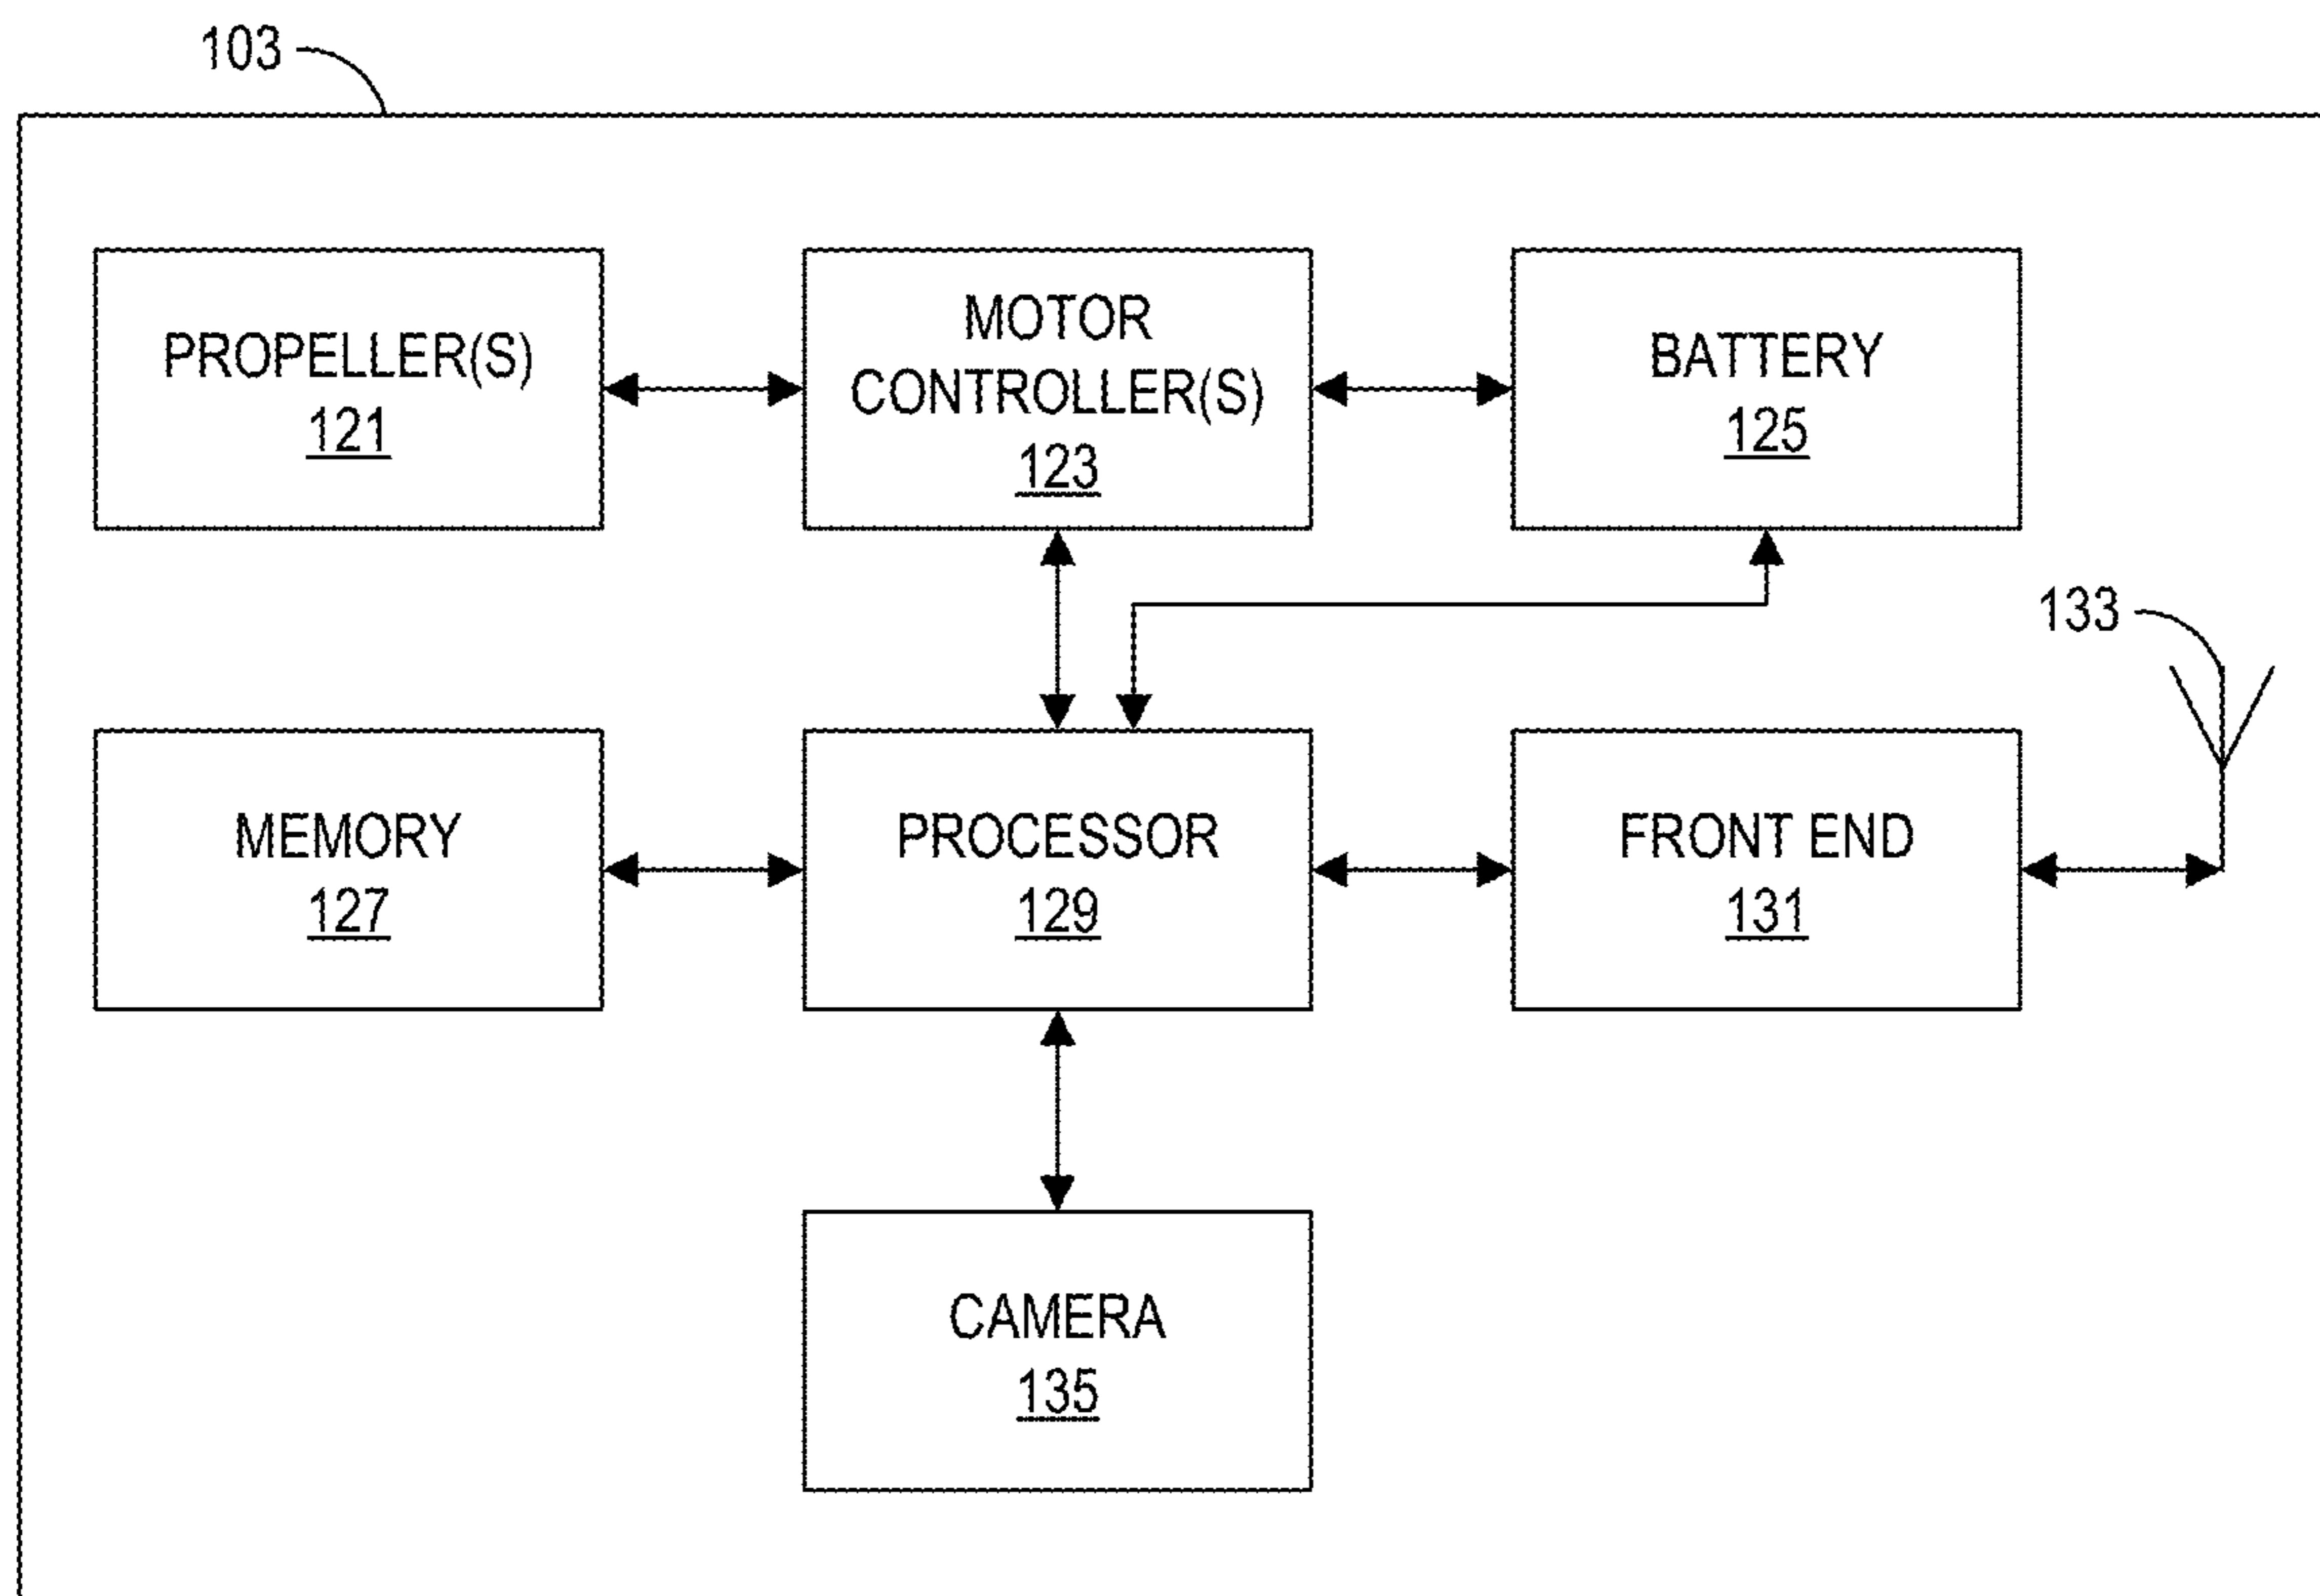 103
PROPELLER(S)
121
MOTOR
CONTROLLER(S)
123
BATTERY
125
133
MEMORY
127
PROCESSOR
129
FRONT END
131
CAMERA
135